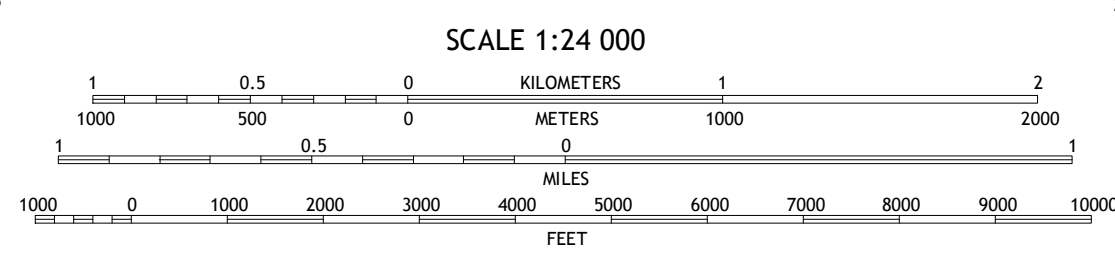 SCALE 1:24 000
1 0.5 0 KILOMETERS 1 2
1000 500 0 METERS 1000 2000
1 0.5 0 1
MILES
1000 0 1000 2000 3000 4000 5000 6000 7000 8000 9000 10000
FEET